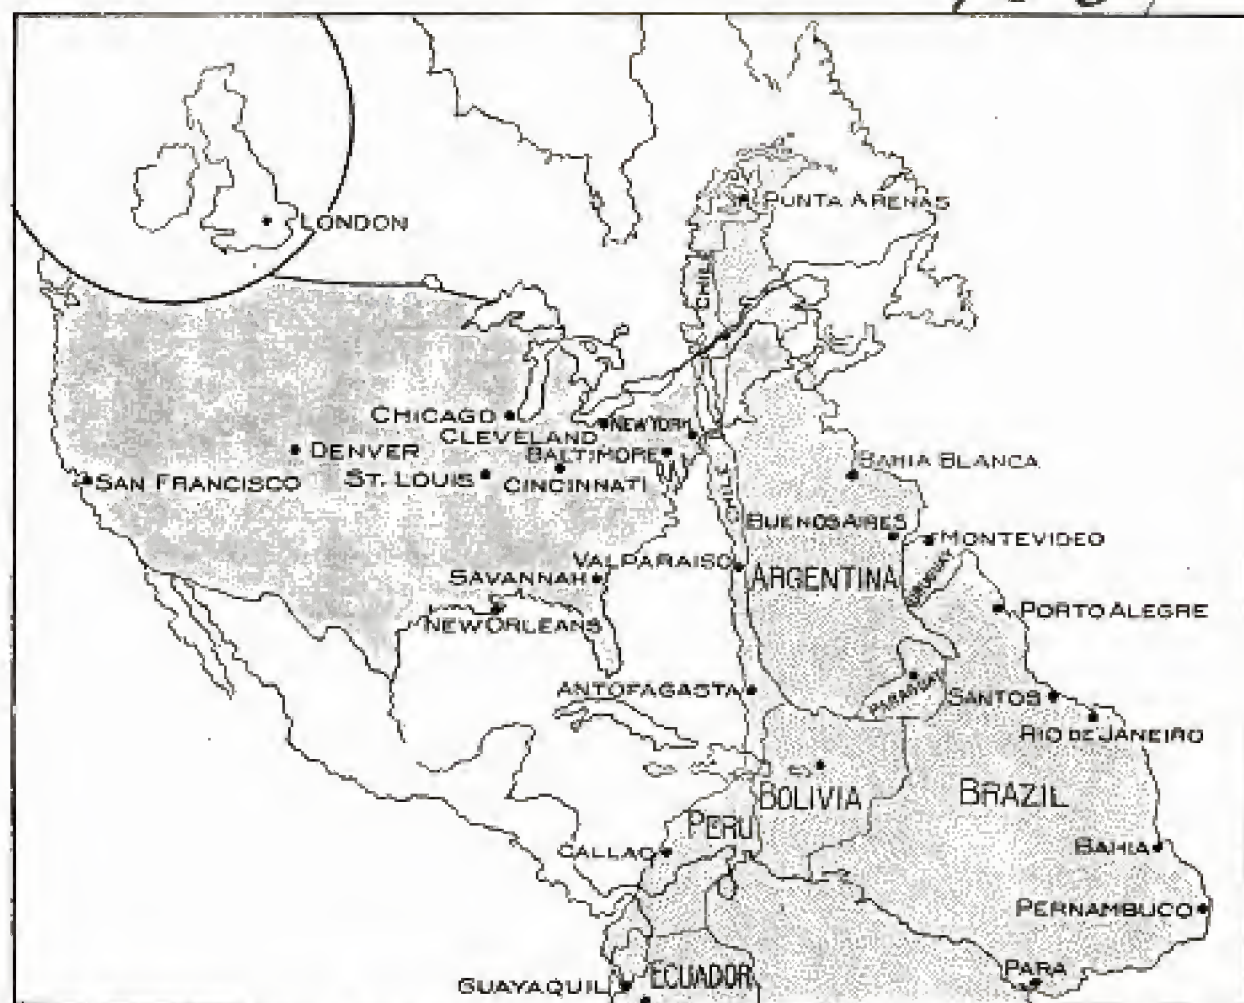 LONDON
PUNTA ARENAS
CHILE
CHICAGO
CLEVELAND
NEW YORK
DENVER
BALTIMORE
BAHIA BLANCA
SAN FRANCISCO
ST. LOUIS
CINCINNATI
CHILE
BUENOS AIRES
MONTEVIDEO
VALPARAISO
SAVANNAH
ARGENTINA
URUGUAY
NEW ORLEANS
PORTO ALEGRE
ANTOFAGASTA
PARAGUAY
SANTOS
RIO DE JANEIRO
BOLIVIA
BRAZIL
PERU
CALLAO
BAHIA
PERNAMBUCO
PARA
GUAYAQUIL
ECUADOR